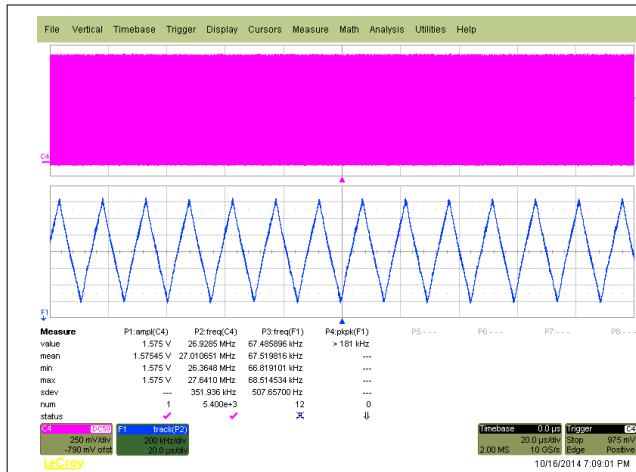 File Vertical Timebase Trigger Display Cursors Measure Math Analysis Utilities Help
C4
F1
Measure P1:ampl(C4) P2:freq(C4) P3:freq(F1) P4:pkpk(F1) P5:--- P6:--- P7:--- P8:---
value 1.575 V 26.9285 MHz 67.485896 kHz > 181 kHz
mean 1.57545 V 27.010651 MHz 67.519816 kHz ---
min 1.575 V 26.3648 MHz 66.819101 kHz ---
max 1.575 V 27.6410 MHz 68.514534 kHz ---
sdev --- 351.936 kHz 507.65700 Hz ---
num 1 5.400e+3 12 0
status
C4 DC50 F1 track(P2) Timebase 0.0 µs Trigger C4
250 mV/div 200 kHz/div 20.0 µs/div Stop 975 mV
-790 mV ofst 20.0 µs/div 2.00 MS 10 GS/s Edge Positive
LeCroy 10/16/2014 7:09:01 PM